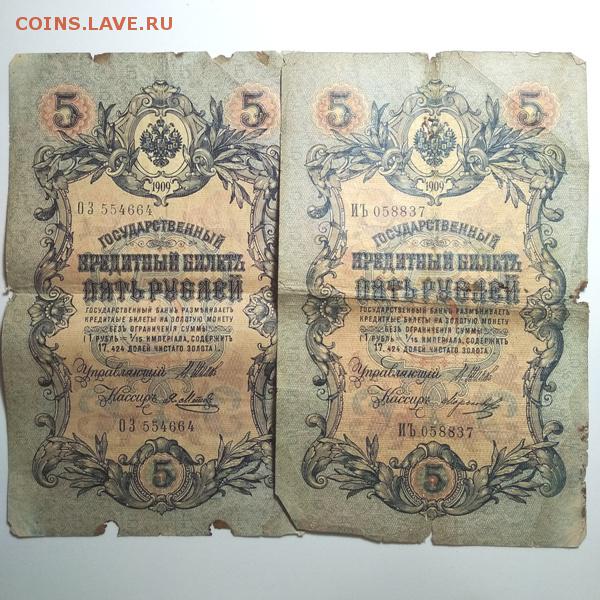 COINS.LAVE.RU
5 5
1909
ОЗ 554664
ГОСУДАРСТВЕННЫЙ
КРЕДИТНЫЙ БИЛЕТЪ
ПЯТЬ РУБЛЕЙ
ГОСУДАРСТВЕННЫЙ БАНКЪ РАЗМѢНИВАЕТЪ
КРЕДИТНЫЕ БИЛЕТЫ НА ЗОЛОТУЮ МОНЕТУ
БЕЗЪ ОГРАНИЧЕНІЯ СУММЫ
(1 РУБЛЬ = 1/15 ИМПЕРІАЛА, СОДЕРЖИТЪ
17,424 ДОЛЕЙ ЧИСТАГО ЗОЛОТА).
Управляющій
Кассиръ
ОЗ 554664
5
5 5
1909
ИЪ 058837
ГОСУДАРСТВЕННЫЙ
КРЕДИТНЫЙ БИЛЕТЪ
ПЯТЬ РУБЛЕЙ
ГОСУДАРСТВЕННЫЙ БАНКЪ РАЗМѢНИВАЕТЪ
КРЕДИТНЫЕ БИЛЕТЫ НА ЗОЛОТУЮ МОНЕТУ
БЕЗЪ ОГРАНИЧЕНІЯ СУММЫ
(1 РУБЛЬ = 1/15 ИМПЕРІАЛА, СОДЕРЖИТЪ
17,424 ДОЛЕЙ ЧИСТАГО ЗОЛОТА).
Управляющій
Кассиръ
ИЪ 058837
5